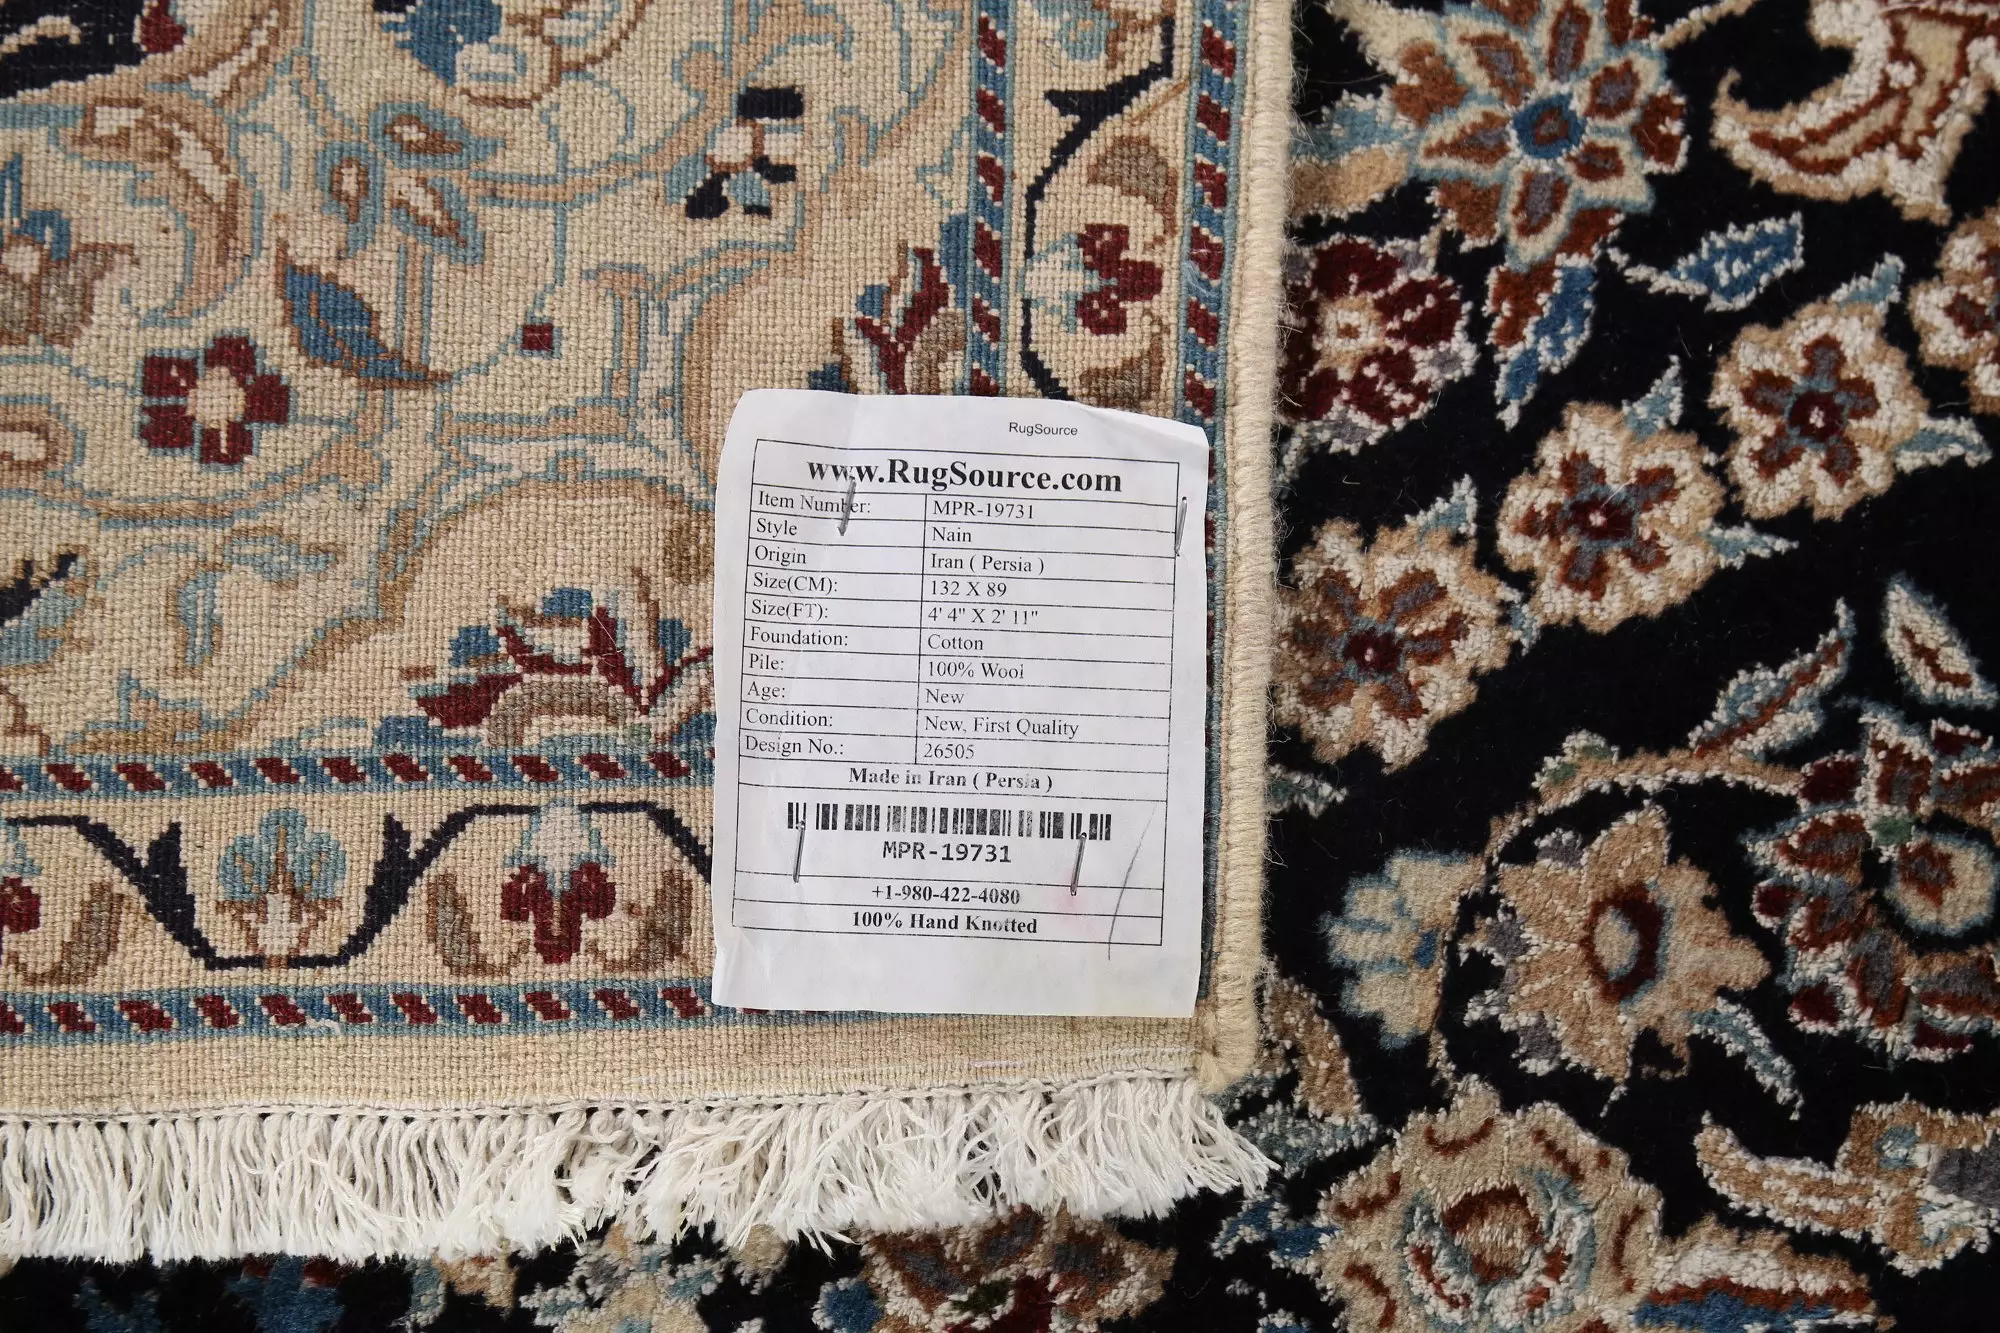 RugSource
www.RugSource.com
Item Number: MPR-19731
Style Nain
Origin Iran ( Persia )
Size(CM): 132 X 89
Size(FT): 4' 4" X 2' 11"
Foundation: Cotton
Pile: 100% Wool
Age: New
Condition: New, First Quality
Design No.: 26505
Made in Iran ( Persia )
MPR-19731
+1-980-422-4080
100% Hand Knotted